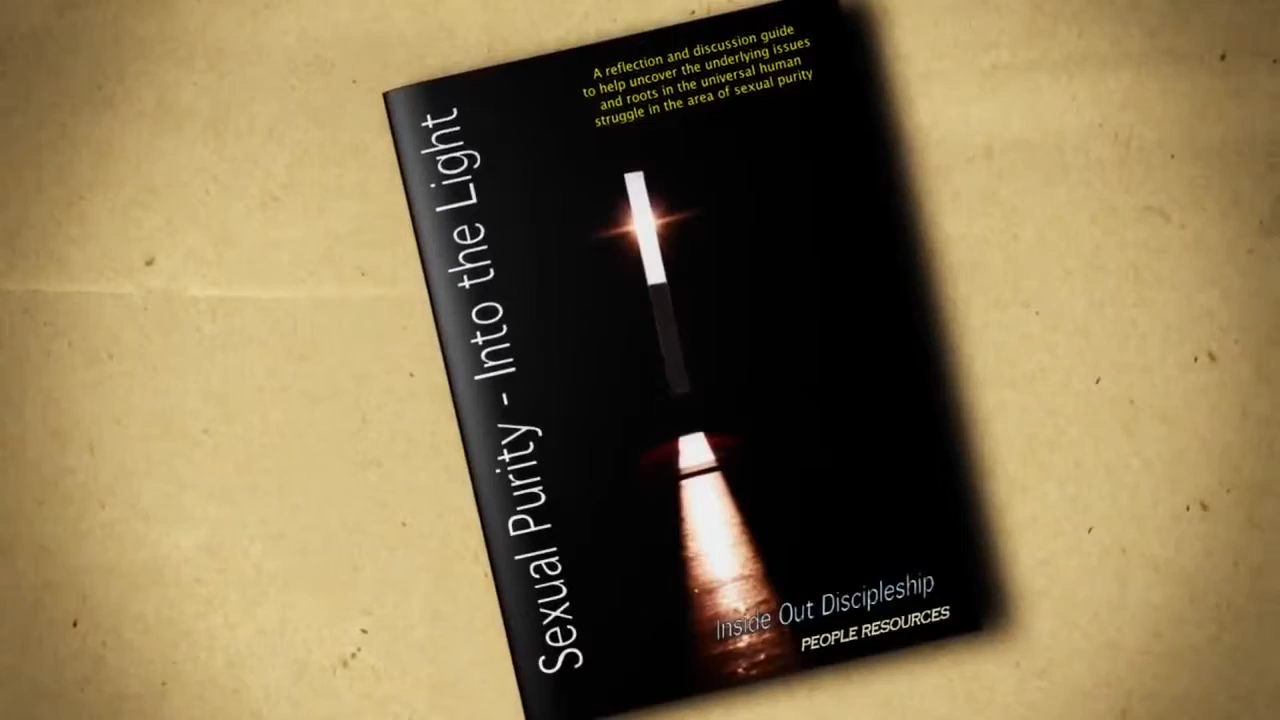 A reflection and discussion guide
to help uncover the underlying issues
and roots in the universal human
struggle in the area of sexual purity
Sexual Purity - Into the Light
Inside Out Discipleship
PEOPLE RESOURCES